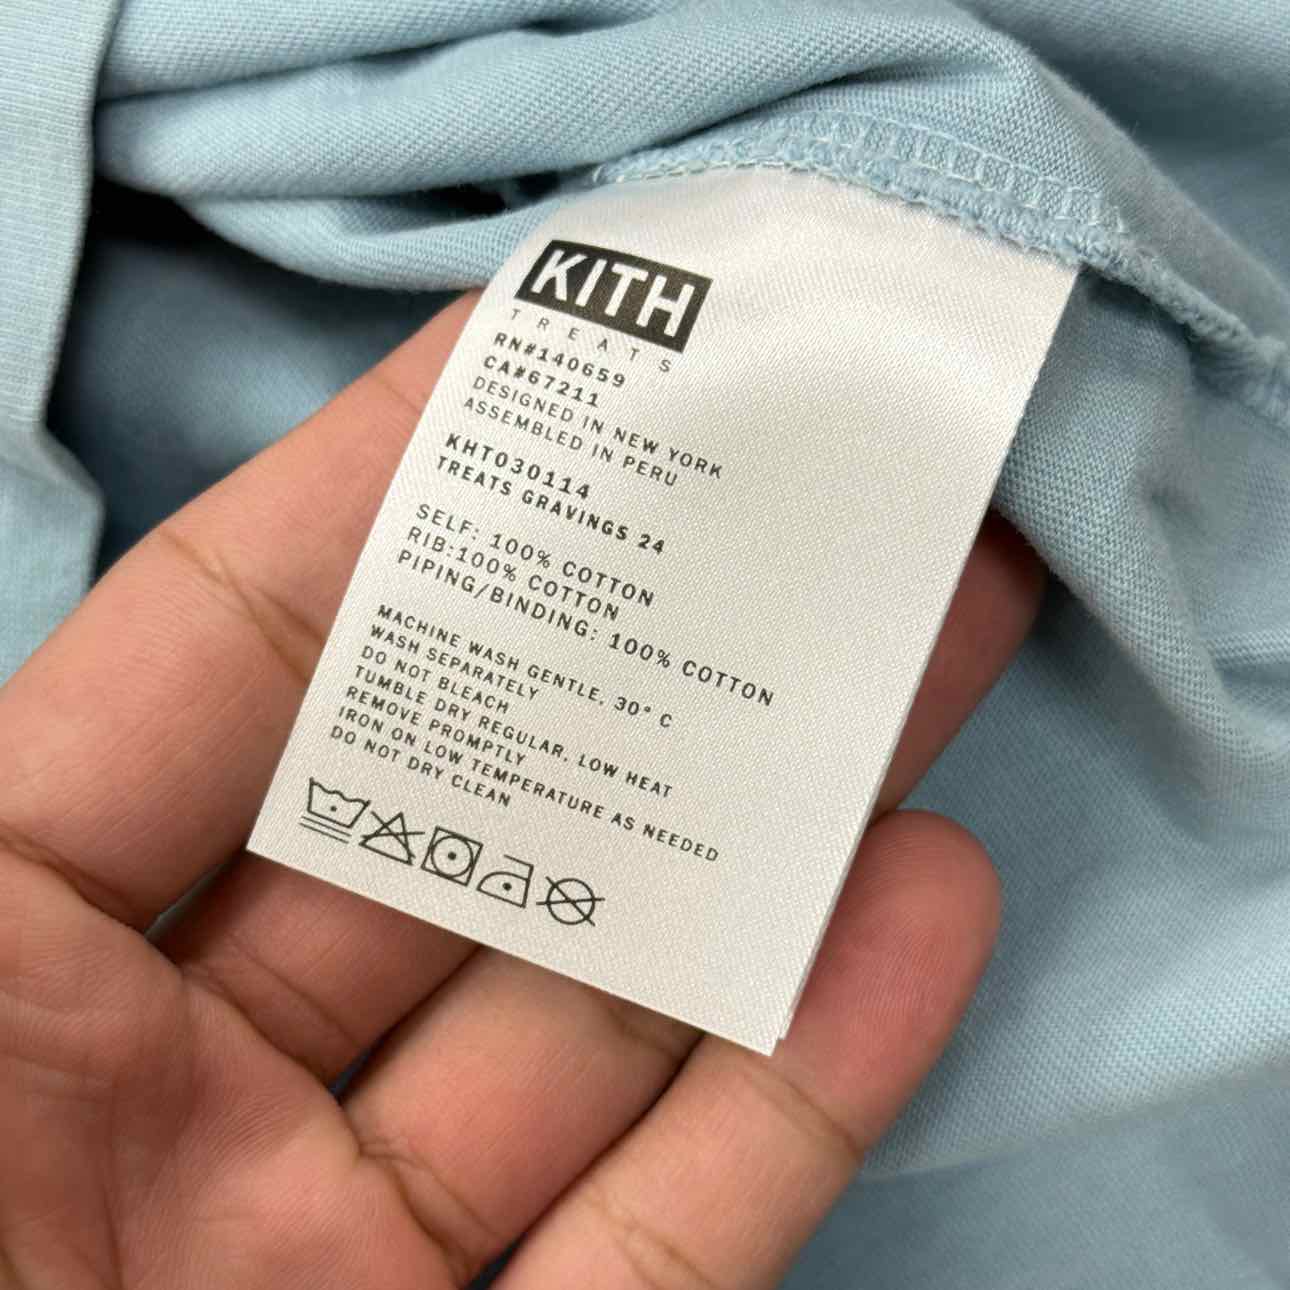 KITH
TREATS
RN#140659
CA#67211
DESIGNED IN NEW YORK
ASSEMBLED IN PERU
KHT030114
TREATS GRAVINGS 24
SELF: 100% COTTON
RIB:100% COTTON
PIPING/BINDING: 100% COTTON
MACHINE WASH GENTLE, 30° C
WASH SEPARATELY
DO NOT BLEACH
TUMBLE DRY REGULAR, LOW HEAT
REMOVE PROMPTLY
IRON ON LOW TEMPERATURE AS NEEDED
DO NOT DRY CLEAN